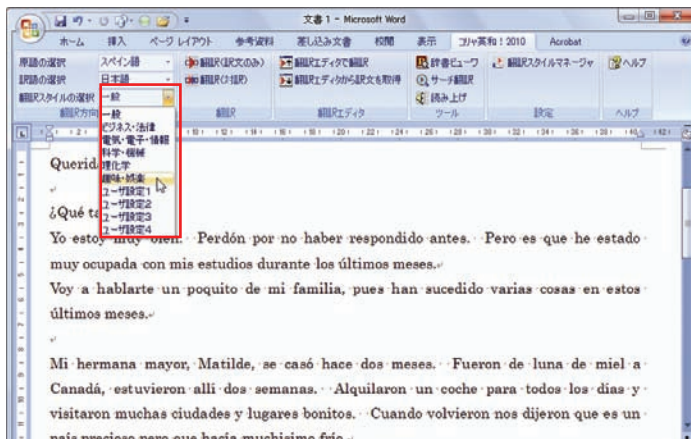 文書 1 - Microsoft Word
ホーム 挿入 ページ レイアウト 参考資料 差し込み文書 校閲 表示 コリャ英和!2010 Acrobat
原語の選択 スペイン語 翻訳(訳文のみ) 翻訳エディタで翻訳 辞書ビューワ 翻訳スタイルマネージャ ヘルプ
訳語の選択 日本語 翻訳(対訳) 翻訳エディタから訳文を取得 サーチ翻訳
翻訳スタイルの選択 一般 読み上げ
翻訳方向 翻訳 翻訳エディタ ツール 設定 ヘルプ
一般
ビジネス・法律
電気・電子・情報
科学・機械
理化学
趣味・娯楽
ユーザ設定1
ユーザ設定2
ユーザ設定3
ユーザ設定4
Querid
¿Qué ta
Yo estoy muy bien. Perdón por no haber respondido antes. Pero es que he estado
muy ocupada con mis estudios durante los últimos meses.
Voy a hablarte un poquito de mi familia, pues han sucedido varias cosas en estos
últimos meses.
Mi hermana mayor, Matilde, se casó hace dos meses. Fueron de luna de miel a
Canadá, estuvieron allí dos semanas. Alquilaron un coche para todos los días y
visitaron muchas ciudades y lugares bonitos. Cuando volvieron nos dijeron que es un
país precioso pero que hacía muchísimo frío.